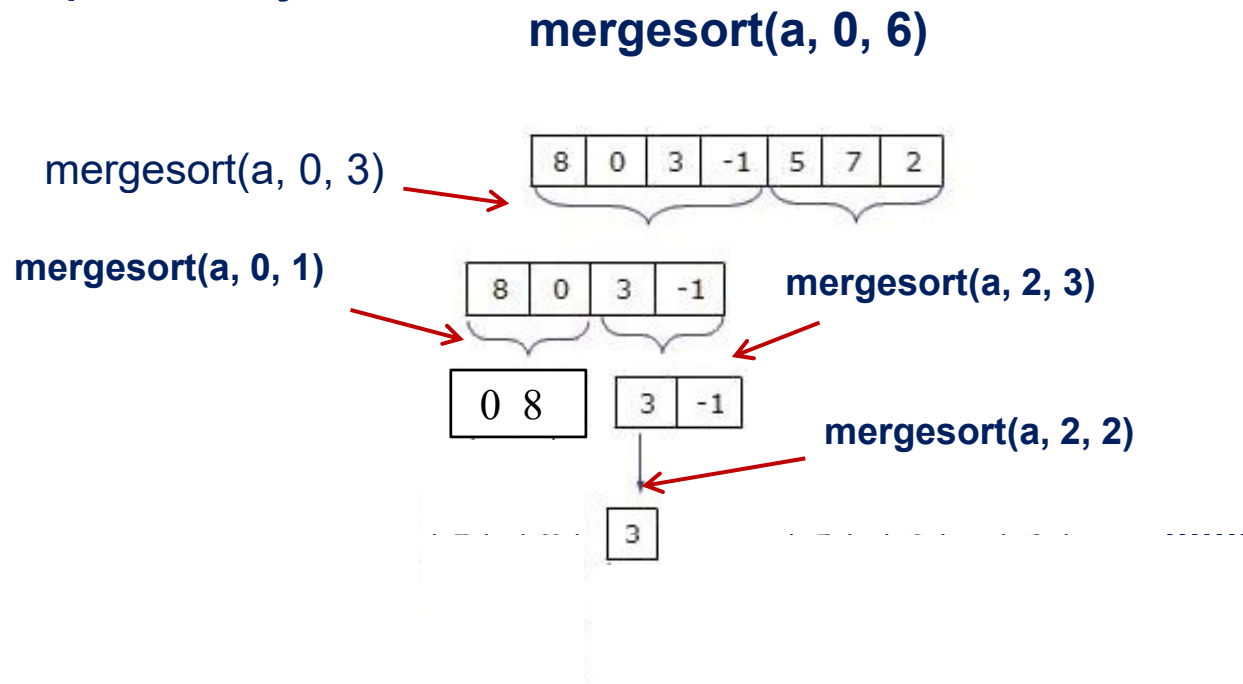 mergesort(a, 0, 6)
mergesort(a, 0, 3)
8 0 3 -1 5 7 2
mergesort(a, 0, 1)
8 0 3 -1
mergesort(a, 2, 3)
0 8
3 -1
mergesort(a, 2, 2)
3